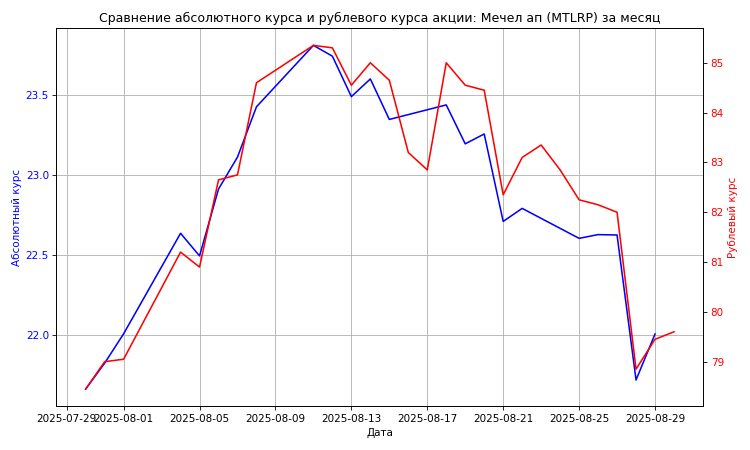 Сравнение абсолютного курса и рублевого курса акции: Мечел ап (MTLRP) за месяц
Абсолютный курс
23.5
23.0
22.5
22.0
85
84
83
82
81
80
79
Рублевый курс
2025-07-29 2025-08-01 2025-08-05 2025-08-09 2025-08-13 2025-08-17 2025-08-21 2025-08-25 2025-08-29
Дата